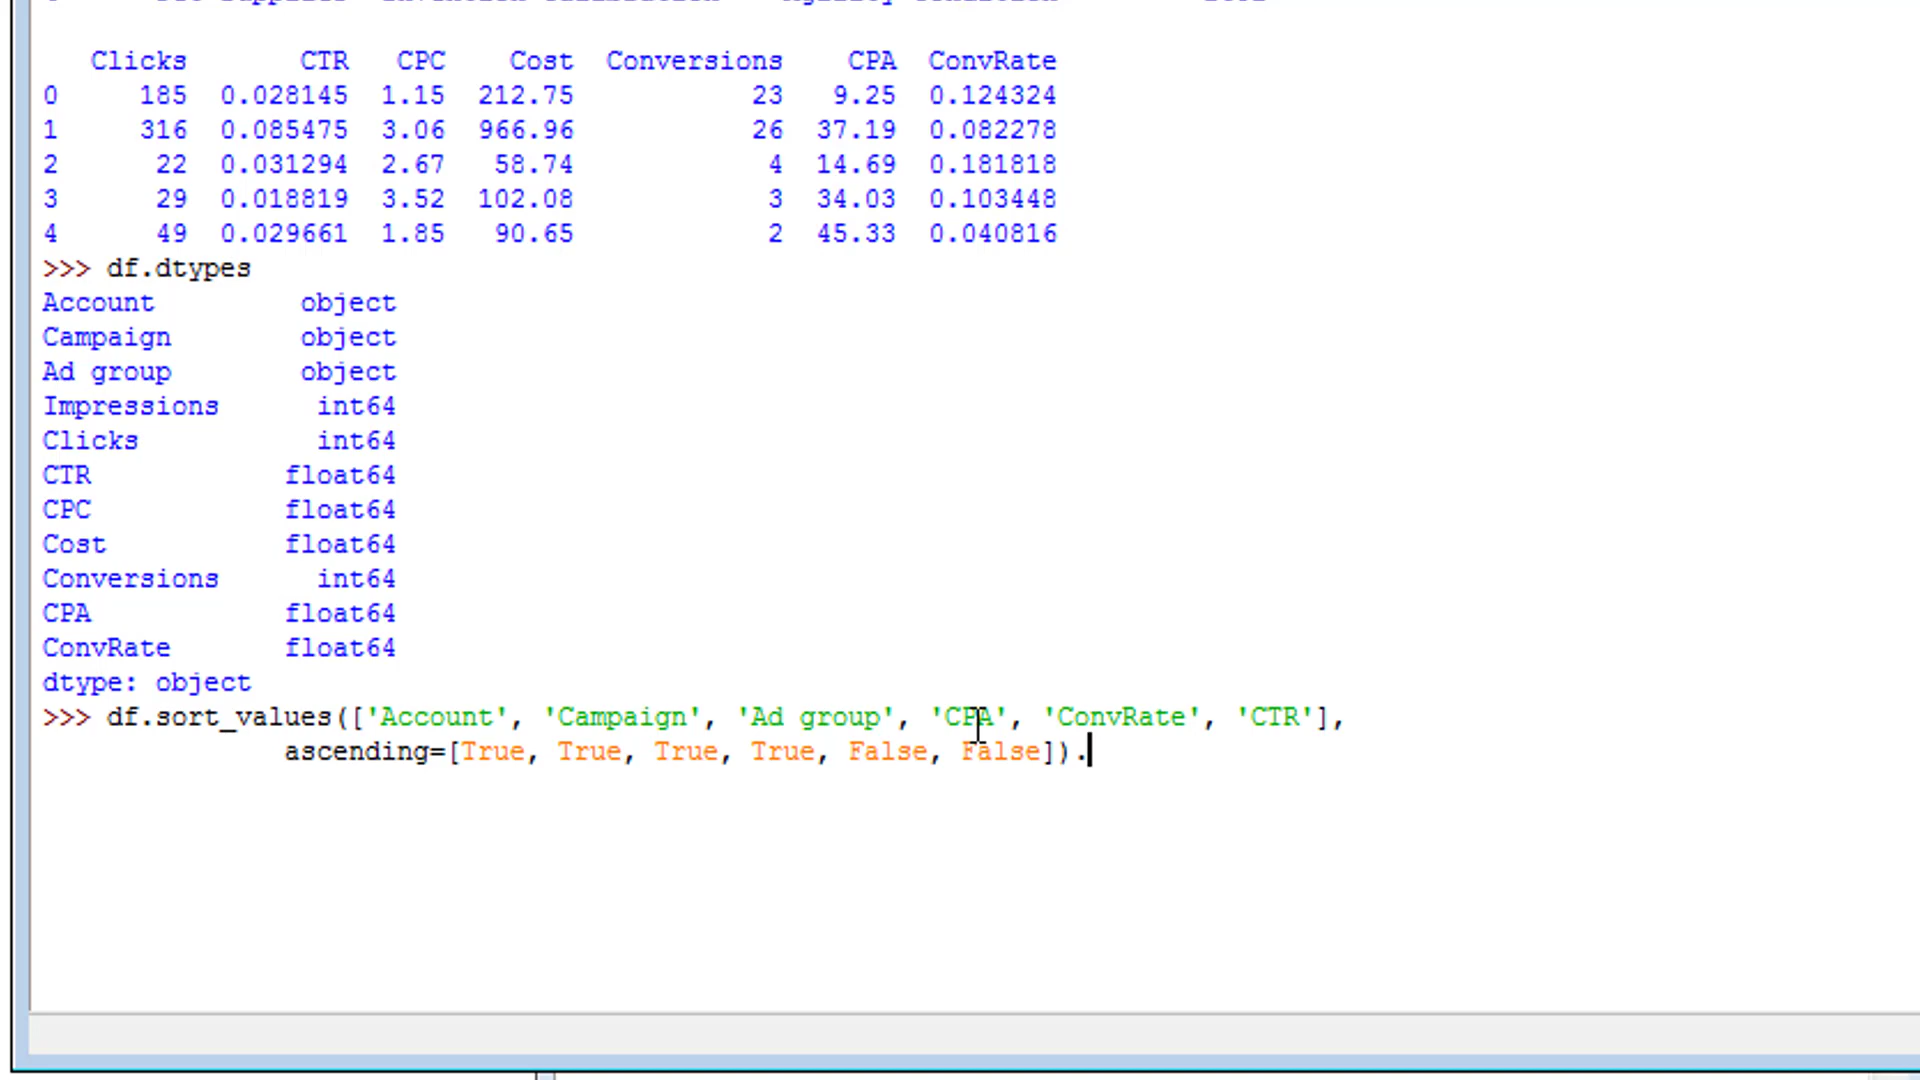 Clicks CTR CPC Cost Conversions CPA ConvRate
0 185 0.028145 1.15 212.75 23 9.25 0.124324
1 316 0.085475 3.06 966.96 26 37.19 0.082278
2 22 0.031294 2.67 58.74 4 14.69 0.181818
3 29 0.018819 3.52 102.08 3 34.03 0.103448
4 49 0.029661 1.85 90.65 2 45.33 0.040816
>>> df.dtypes
Account object
Campaign object
Ad group object
Impressions int64
Clicks int64
CTR float64
CPC float64
Cost float64
Conversions int64
CPA float64
ConvRate float64
dtype: object
>>> df.sort_values(['Account', 'Campaign', 'Ad group', 'CPA', 'ConvRate', 'CTR'],
ascending=[True, True, True, True, False, False]).